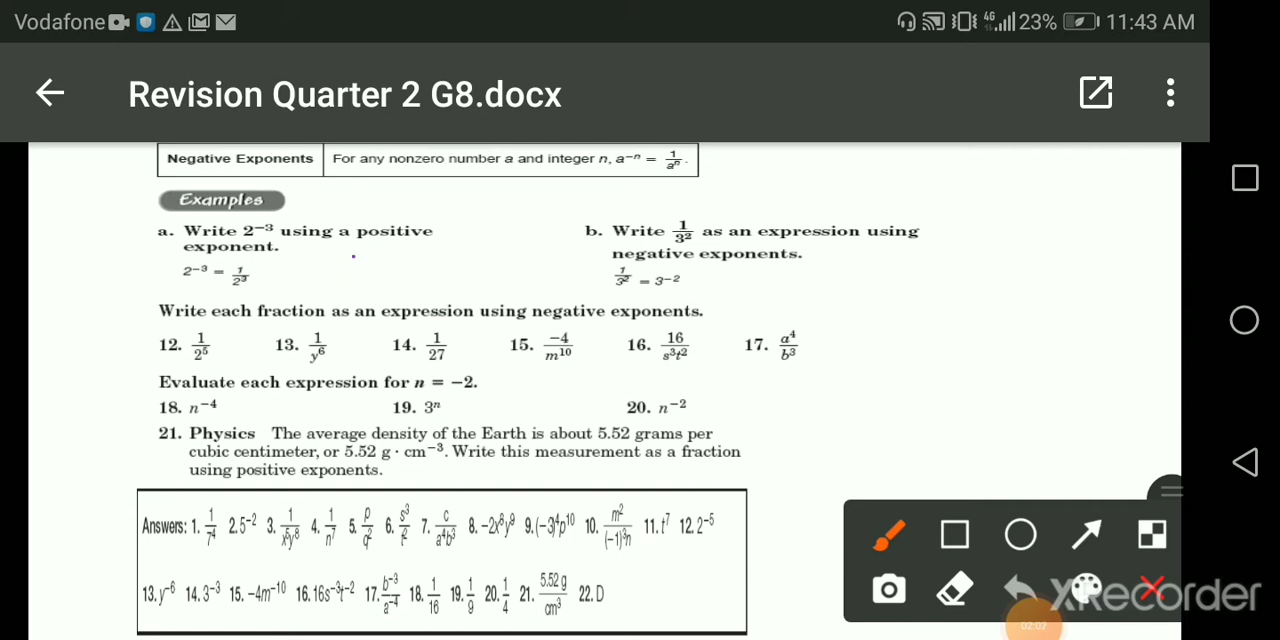 Vodafone 4G 23% 11:43 AM
Revision Quarter 2 G8.docx
Negative Exponents For any nonzero number a and integer n, a⁻ⁿ = 1/aⁿ.
Examples
a. Write 2⁻³ using a positive
exponent.
2⁻³ = 1/2³
b. Write 1/3² as an expression using
negative exponents.
1/3² = 3⁻²
Write each fraction as an expression using negative exponents.
12. 1/2⁵ 13. 1/y⁶ 14. 1/27 15. -4/m¹⁰ 16. 16/s³t² 17. a⁴/b³
Evaluate each expression for n = −2.
18. n⁻⁴ 19. 3ⁿ 20. n⁻²
21. Physics The average density of the Earth is about 5.52 grams per
cubic centimeter, or 5.52 g · cm⁻³. Write this measurement as a fraction
using positive exponents.
Answers: 1. 1/7⁴ 2. 5⁻² 3. 1/x⁵y⁸ 4. 1/n⁷ 5. p/q² 6. s³/t² 7. c/a⁴b³ 8. -2x⁸y⁹ 9. (-3)⁴p¹⁰ 10. m²/(-1)³n 11. t⁷ 12. 2⁻⁵
13. y⁻⁶ 14. 3⁻³ 15. -4m⁻¹⁰ 16. 16s⁻³t⁻² 17. b⁻³/a⁻⁴ 18. 1/16 19. 1/9 20. 1/4 21. 5.52 g/cm³ 22. D
XRecorder
02:07